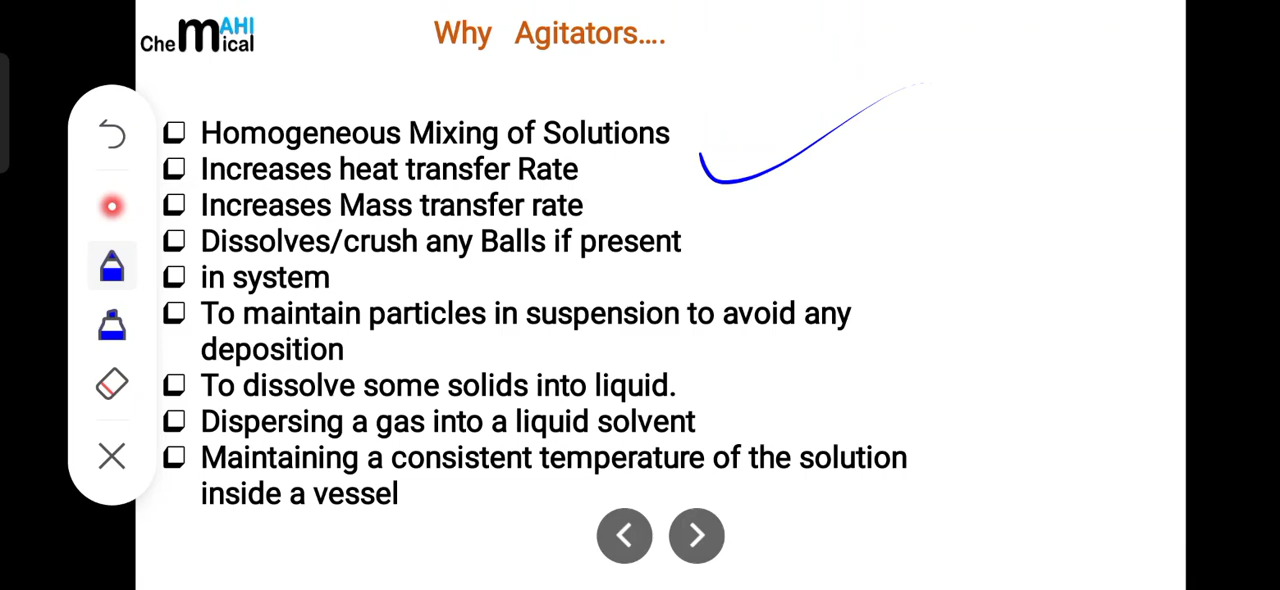 Chemical MAHI
Why Agitators....
❑ Homogeneous Mixing of Solutions
❑ Increases heat transfer Rate
❑ Increases Mass transfer rate
❑ Dissolves/crush any Balls if present
❑ in system
❑ To maintain particles in suspension to avoid any
deposition
❑ To dissolve some solids into liquid.
❑ Dispersing a gas into a liquid solvent
❑ Maintaining a consistent temperature of the solution
inside a vessel